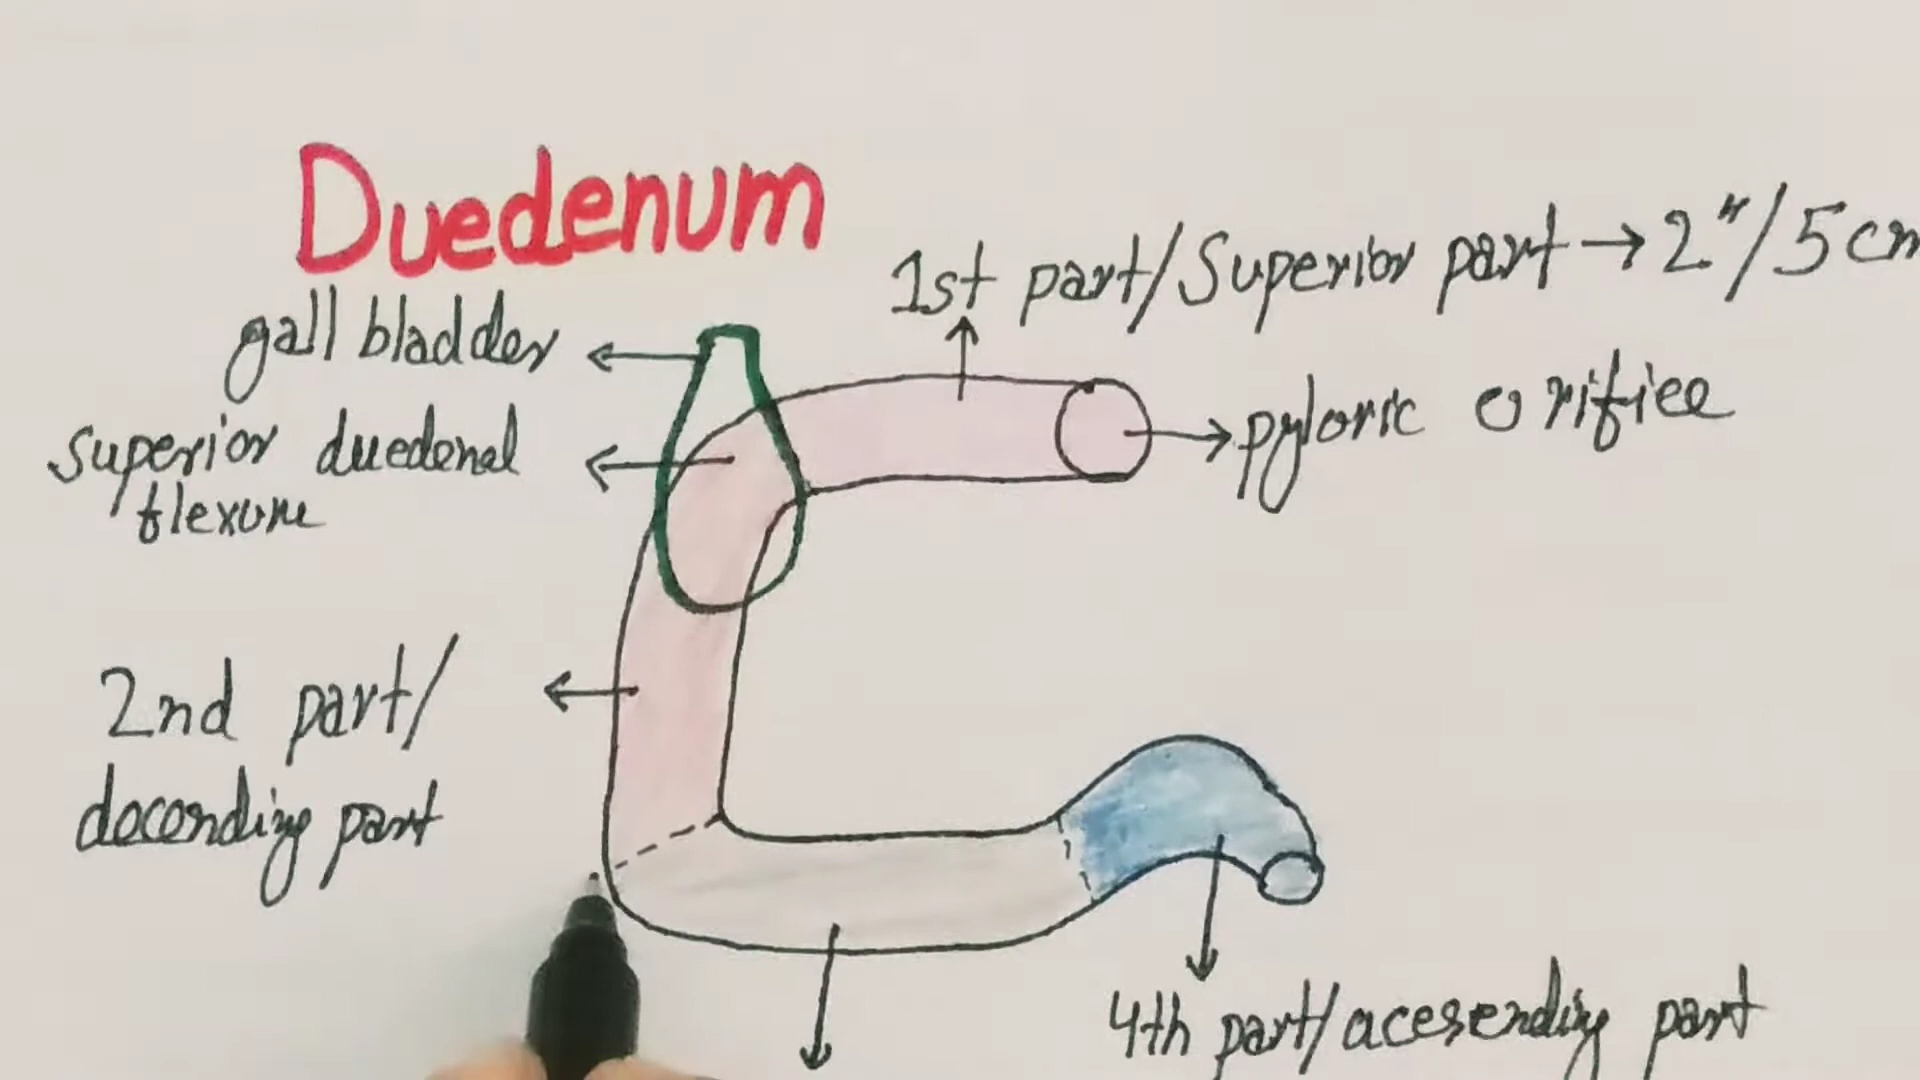 Duedenum
1st part/Superior part → 2"/5cm
gall bladder
pyloric orifice
superior duedenal
flexure
2nd part/
decending part
4th part/acesending part